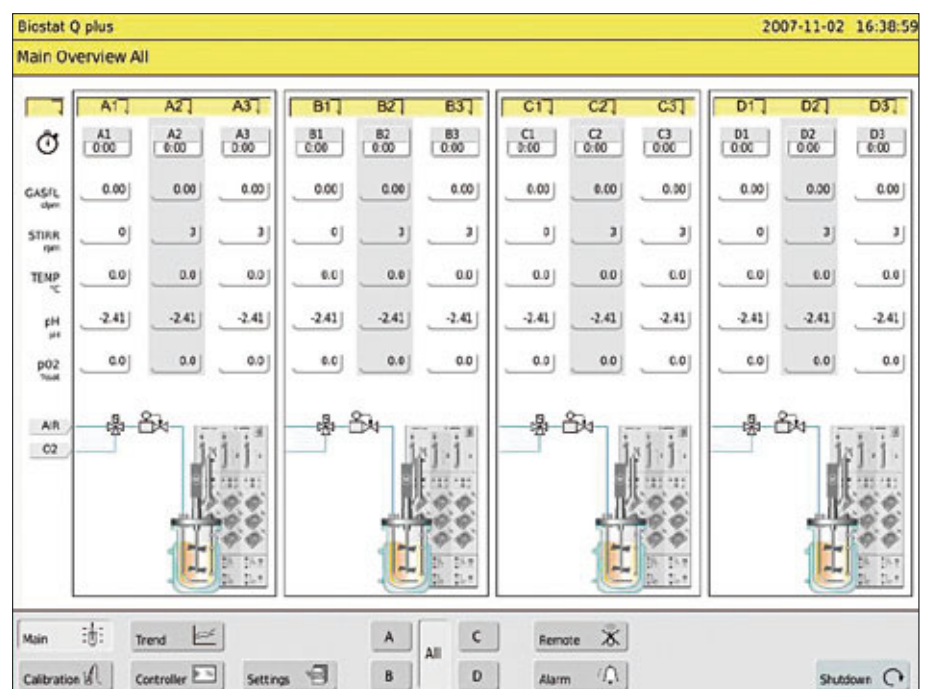 Biostat Q plus 2007-11-02 16:38:59
Main Overview All
A1 A2 A3 B1 B2 B3 C1 C2 C3 D1 D2 D3
A1 A2 A3 B1 B2 B3 C1 C2 C3 D1 D2 D3
0:00 0:00 0:00 0:00 0:00 0:00 0:00 0:00 0:00 0:00 0:00 0:00
GASFL 0.00 0.00 0.00 0.00 0.00 0.00 0.00 0.00 0.00 0.00 0.00 0.00
STIRR 0 3 3 0 3 3 0 3 3 0 3 3
rpm
TEMP 0.0 0.0 0.0 0.0 0.0 0.0 0.0 0.0 0.0 0.0 0.0 0.0
°C
pH -2.41 -2.41 -2.41 -2.41 -2.41 -2.41 -2.41 -2.41 -2.41 -2.41 -2.41 -2.41
pH
pO2 0.0 0.0 0.0 0.0 0.0 0.0 0.0 0.0 0.0 0.0 0.0 0.0
AIR
O2
Main Trend A All C Remote
Calibration Controller Settings B D Alarm Shutdown